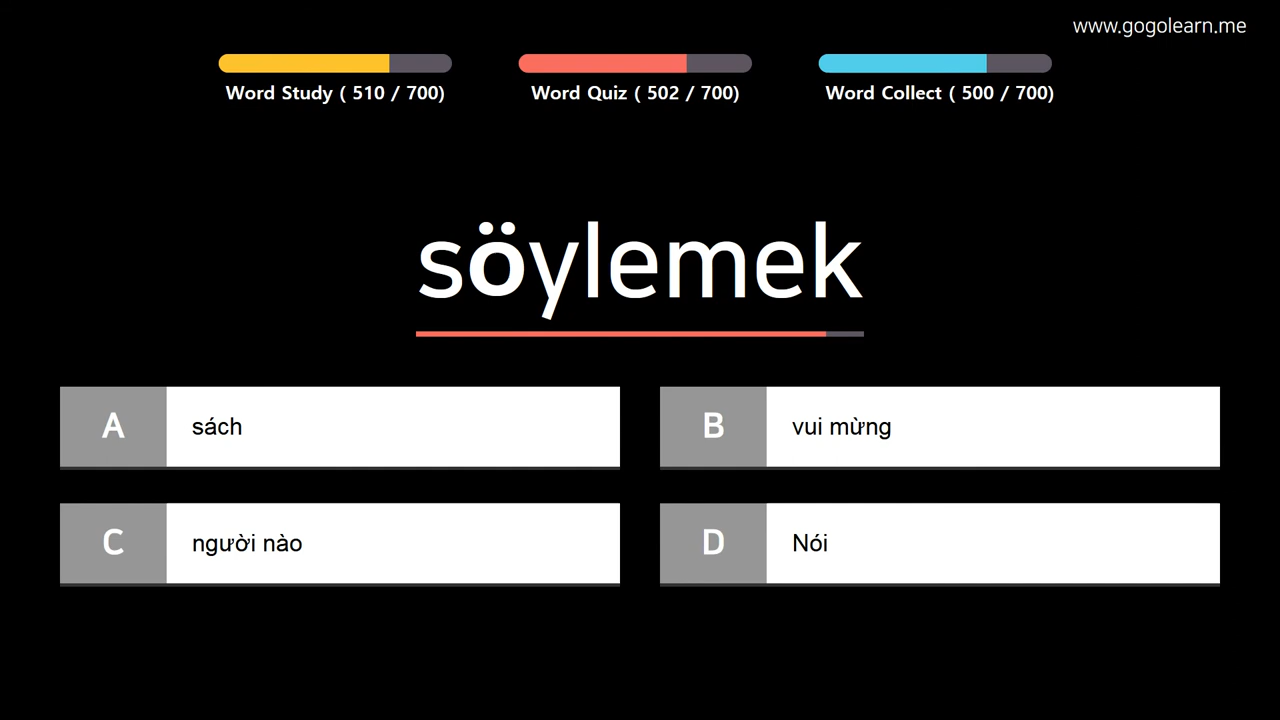 www.gogolearn.me
Word Study ( 510 / 700)
Word Quiz ( 502 / 700)
Word Collect ( 500 / 700)
söylemek
A
sách
B
vui mừng
C
người nào
D
Nói